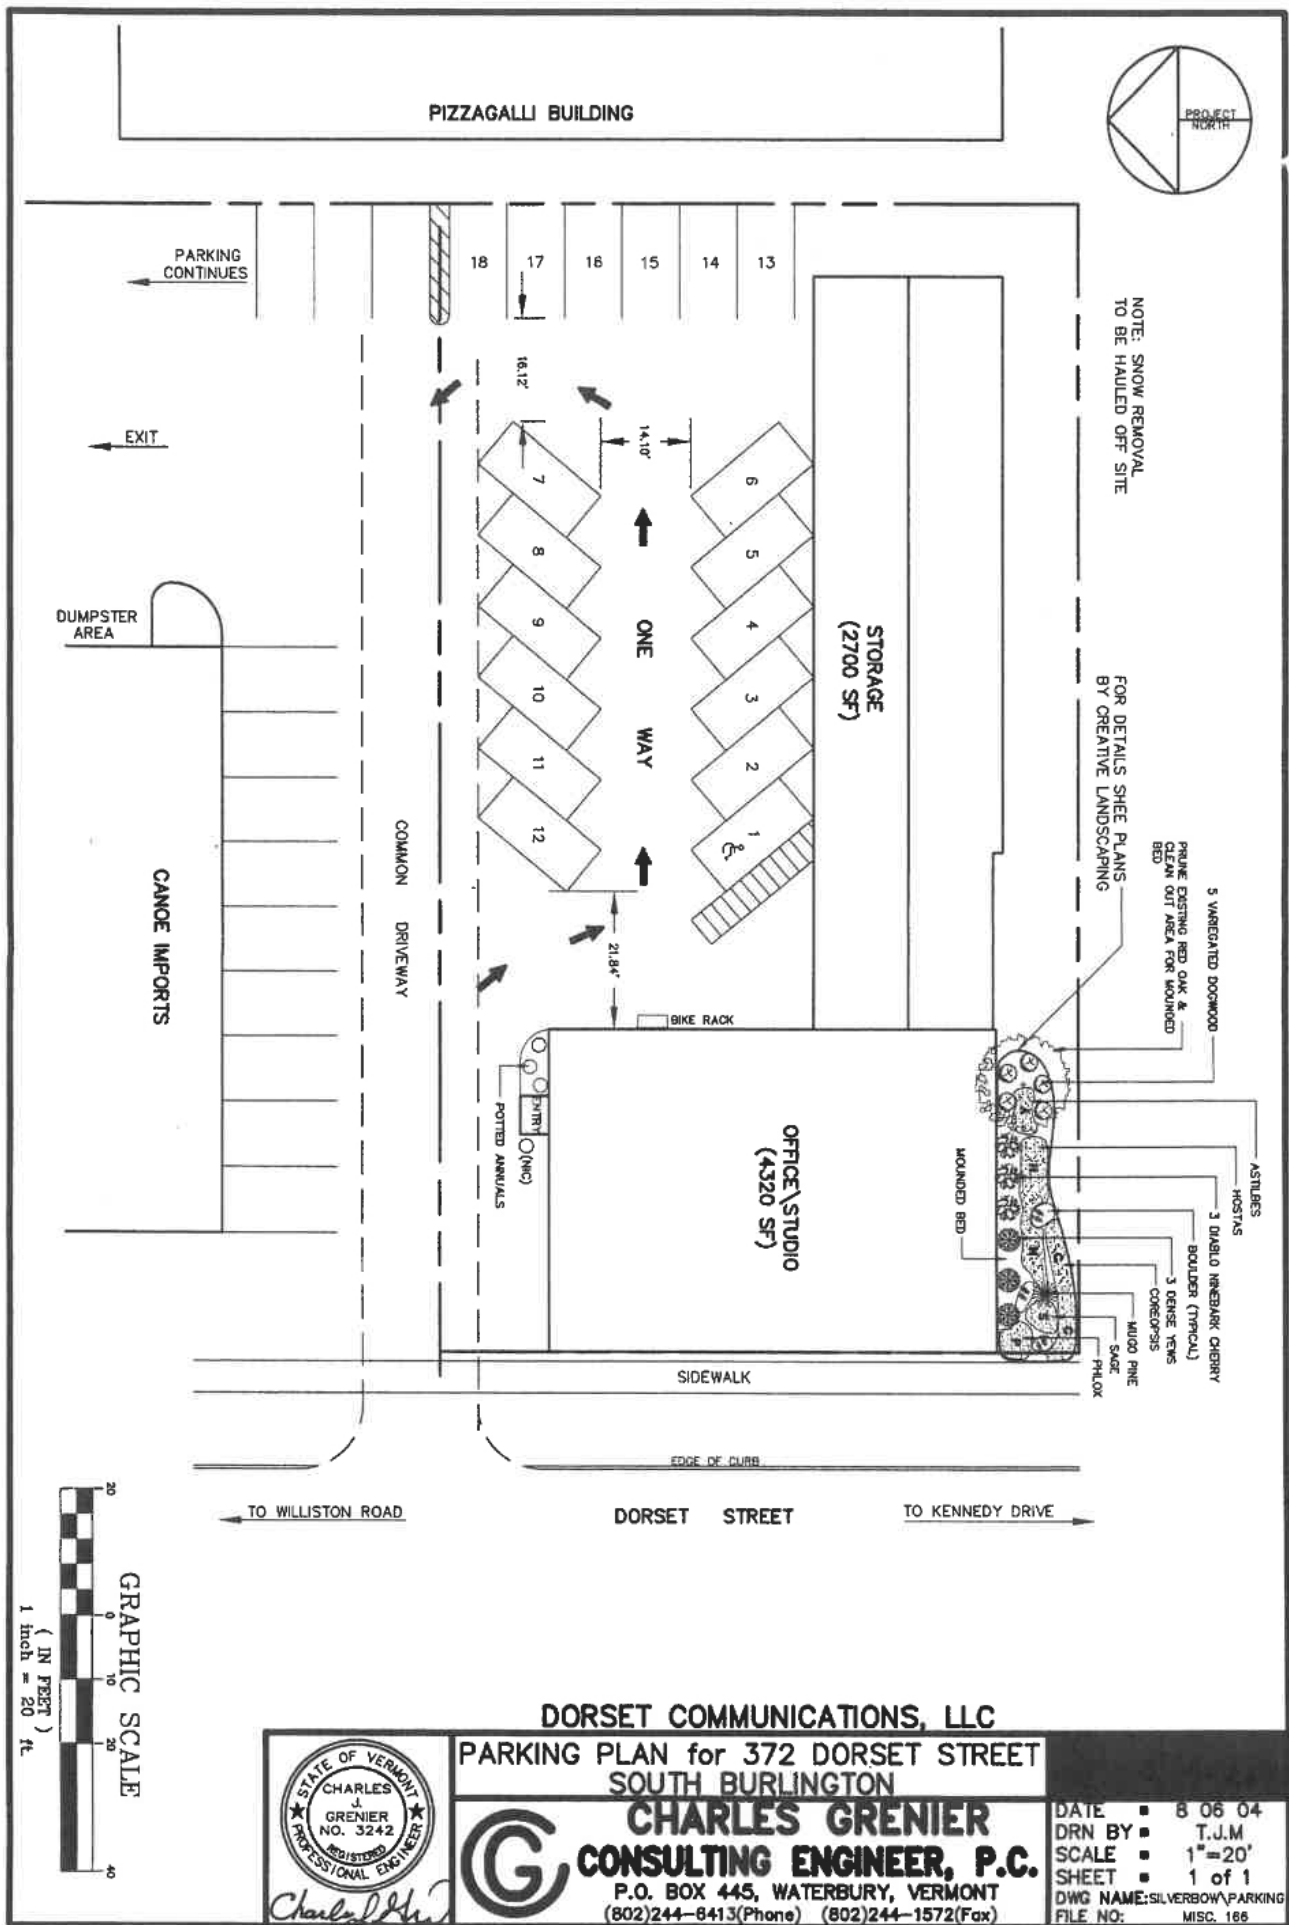 PIZZAGALLI BUILDING
PROJECT
NORTH
PARKING
CONTINUES
18
17
16
15
14
13
NOTE: SNOW REMOVAL
TO BE HAULED OFF SITE
16.12'
14.10'
EXIT
7
8
9
10
11
12
6
5
4
3
2
1
ONE WAY
STORAGE
(2700 SF)
DUMPSTER
AREA
FOR DETAILS SHEE PLANS
BY CREATIVE LANDSCAPING
PRUNE EXISTING RED OAK &
CLEAN OUT AREA FOR MOUNDED
BED
5 VARIEGATED DOGWOOD
COMMON DRIVEWAY
CANOE IMPORTS
21.84'
BIKE RACK
ENTRY
(NIC)
POTTED ANNUALS
OFFICE\STUDIO
(4320 SF)
MOUNDED BED
ASTILBES
HOSTAS
3 DIABLO NINEBARK CHERRY
BOULDER (TYPICAL)
3 DENSE YEWS
COREOPSIS
MUGO PINE
SAGE
PHLOX
A
H
H
C
S
C
P
SIDEWALK
EDGE OF CURB
TO WILLISTON ROAD
DORSET STREET
TO KENNEDY DRIVE
20
0
10
20
40
GRAPHIC SCALE
( IN FEET )
1 inch = 20 ft
DORSET COMMUNICATIONS, LLC
PARKING PLAN for 372 DORSET STREET
SOUTH BURLINGTON
STATE OF VERMONT
CHARLES
J.
GRENIER
NO. 3242
REGISTERED
PROFESSIONAL ENGINEER
CG
CHARLES GRENIER
CONSULTING ENGINEER, P.C.
P.O. BOX 445, WATERBURY, VERMONT
(802)244-6413(Phone) (802)244-1572(Fax)
DATE 8 06 04
DRN BY T.J.M
SCALE 1"=20'
SHEET 1 of 1
DWG NAME:SILVERBOW\PARKING
FILE NO: MISC. 166